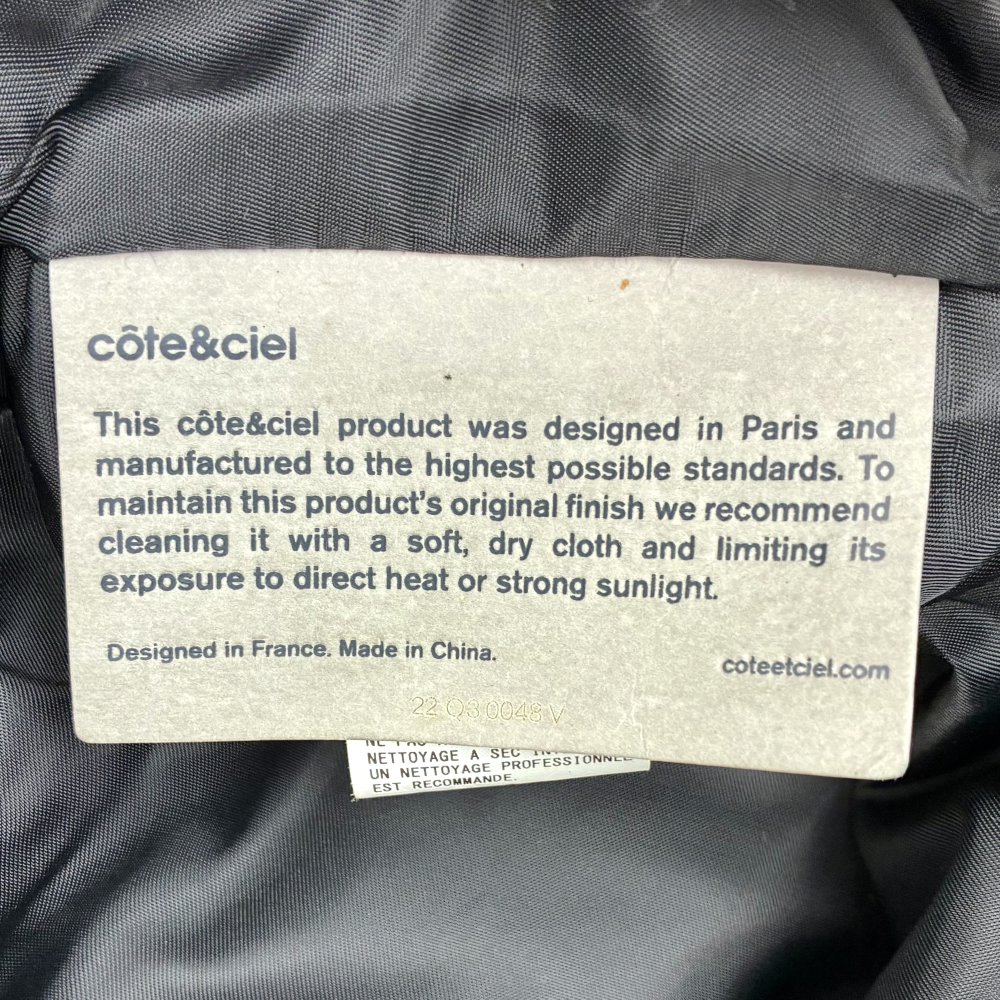 côte&ciel
This côte&ciel product was designed in Paris and
manufactured to the highest possible standards. To
maintain this product's original finish we recommend
cleaning it with a soft, dry cloth and limiting its
exposure to direct heat or strong sunlight.
Designed in France. Made in China.
coteetciel.com
22 Q3 0048 V
NETTOYAGE A SEC
UN NETTOYAGE PROFESSIONNEL
EST RECOMMANDE.